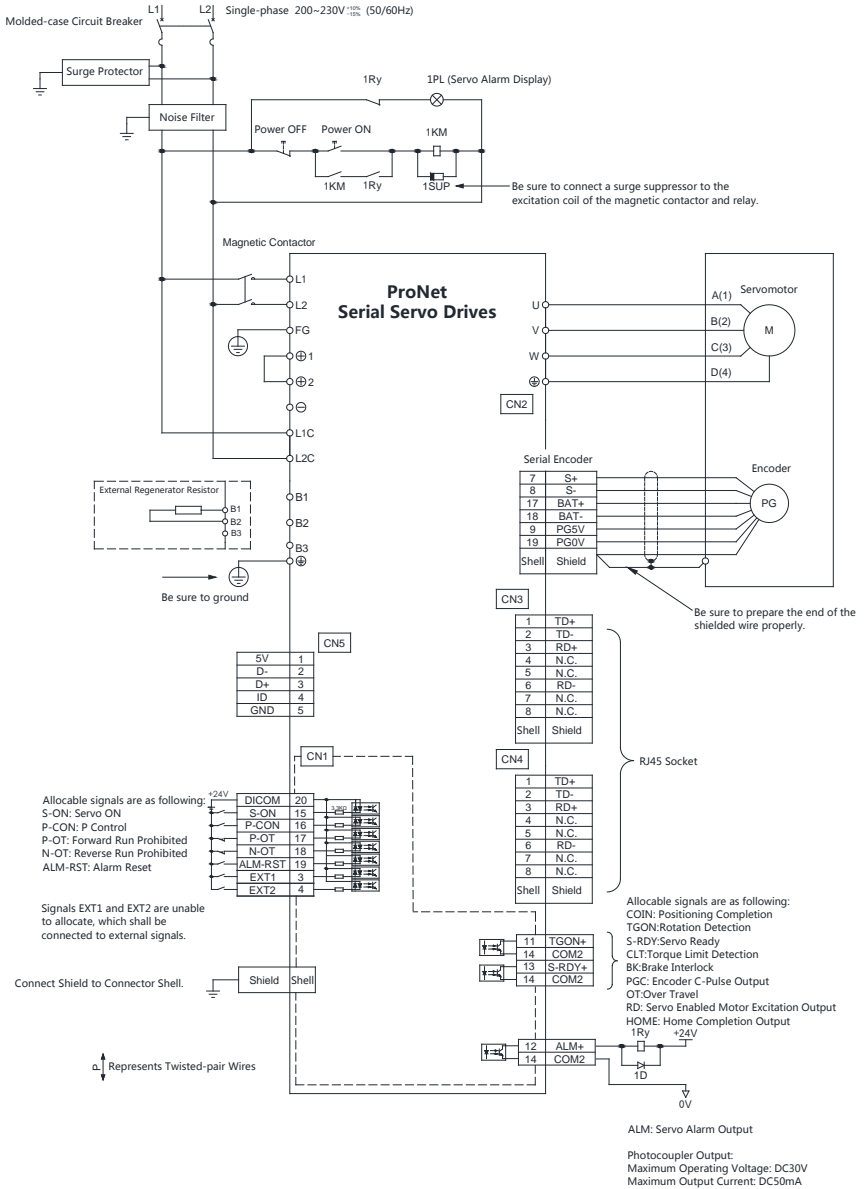 L1 L2 Single-phase 200~230V +10% -15% (50/60Hz)
Molded-case Circuit Breaker
Surge Protector
Noise Filter
1Ry 1PL (Servo Alarm Display)
Power OFF Power ON 1KM
1KM 1Ry 1SUP
Be sure to connect a surge suppressor to the
excitation coil of the magnetic contactor and relay.
Magnetic Contactor
ProNet
Serial Servo Drives
L1
L2
FG
1
2
L1C
L2C
B1
B2
B3
External Regenerator Resistor
B1
B2
B3
Be sure to ground
U
V
W
A(1)
B(2)
C(3)
D(4)
Servomotor
M
CN2
Serial Encoder
7 S+
8 S-
17 BAT+
18 BAT-
9 PG5V
19 PG0V
Shell Shield
Encoder
PG
Be sure to prepare the end of the
shielded wire properly.
CN3
1 TD+
2 TD-
3 RD+
4 N.C.
5 N.C.
6 RD-
7 N.C.
8 N.C.
Shell Shield
CN4
1 TD+
2 TD-
3 RD+
4 N.C.
5 N.C.
6 RD-
7 N.C.
8 N.C.
Shell Shield
RJ45 Socket
CN5
5V 1
D- 2
D+ 3
ID 4
GND 5
CN1
+24V
DICOM 20
S-ON 15
P-CON 16
P-OT 17
N-OT 18
ALM-RST 19
EXT1 3
EXT2 4
3.3KΩ
Allocable signals are as following:
S-ON: Servo ON
P-CON: P Control
P-OT: Forward Run Prohibited
N-OT: Reverse Run Prohibited
ALM-RST: Alarm Reset
Signals EXT1 and EXT2 are unable
to allocate, which shall be
connected to external signals.
Connect Shield to Connector Shell.
Shield Shell
P Represents Twisted-pair Wires
11 TGON+
14 COM2
13 S-RDY+
14 COM2
Allocable signals are as following:
COIN: Positioning Completion
TGON:Rotation Detection
S-RDY:Servo Ready
CLT:Torque Limit Detection
BK:Brake Interlock
PGC: Encoder C-Pulse Output
OT:Over Travel
RD: Servo Enabled Motor Excitation Output
HOME: Home Completion Output
12 ALM+
14 COM2
1Ry +24V
1D
0V
ALM: Servo Alarm Output
Photocoupler Output:
Maximum Operating Voltage: DC30V
Maximum Output Current: DC50mA